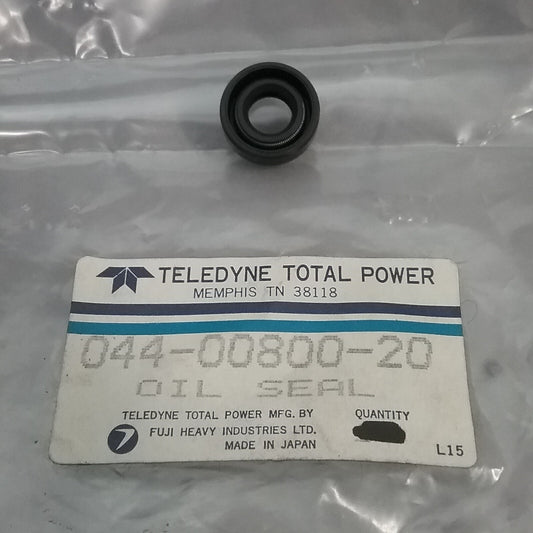 TELEDYNE TOTAL POWER
MEMPHIS TN 38118
044-00800-20
OIL SEAL
TELEDYNE TOTAL POWER MFG. BY
FUJI HEAVY INDUSTRIES LTD.
MADE IN JAPAN
QUANTITY
L15